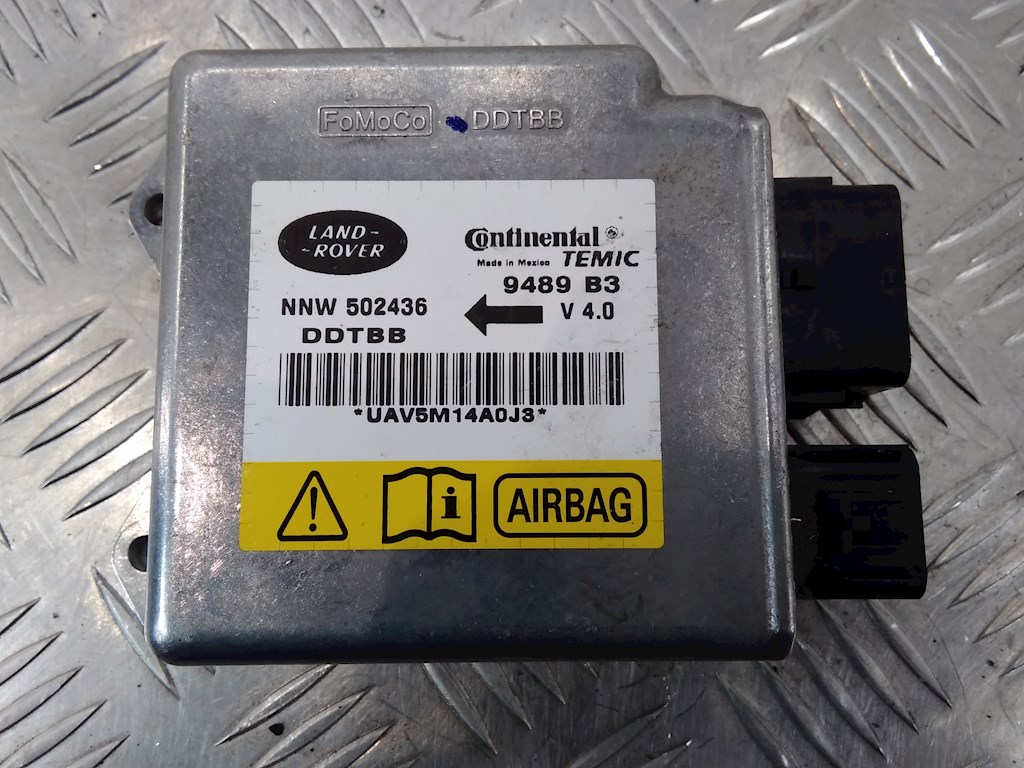 FoMoCo DDTBB
LAND-
~ROVER
Continental
Made in Mexico TEMIC
9489 B3
NNW 502436
V 4.0
DDTBB
*UAV5M14A0J3*
i
AIRBAG